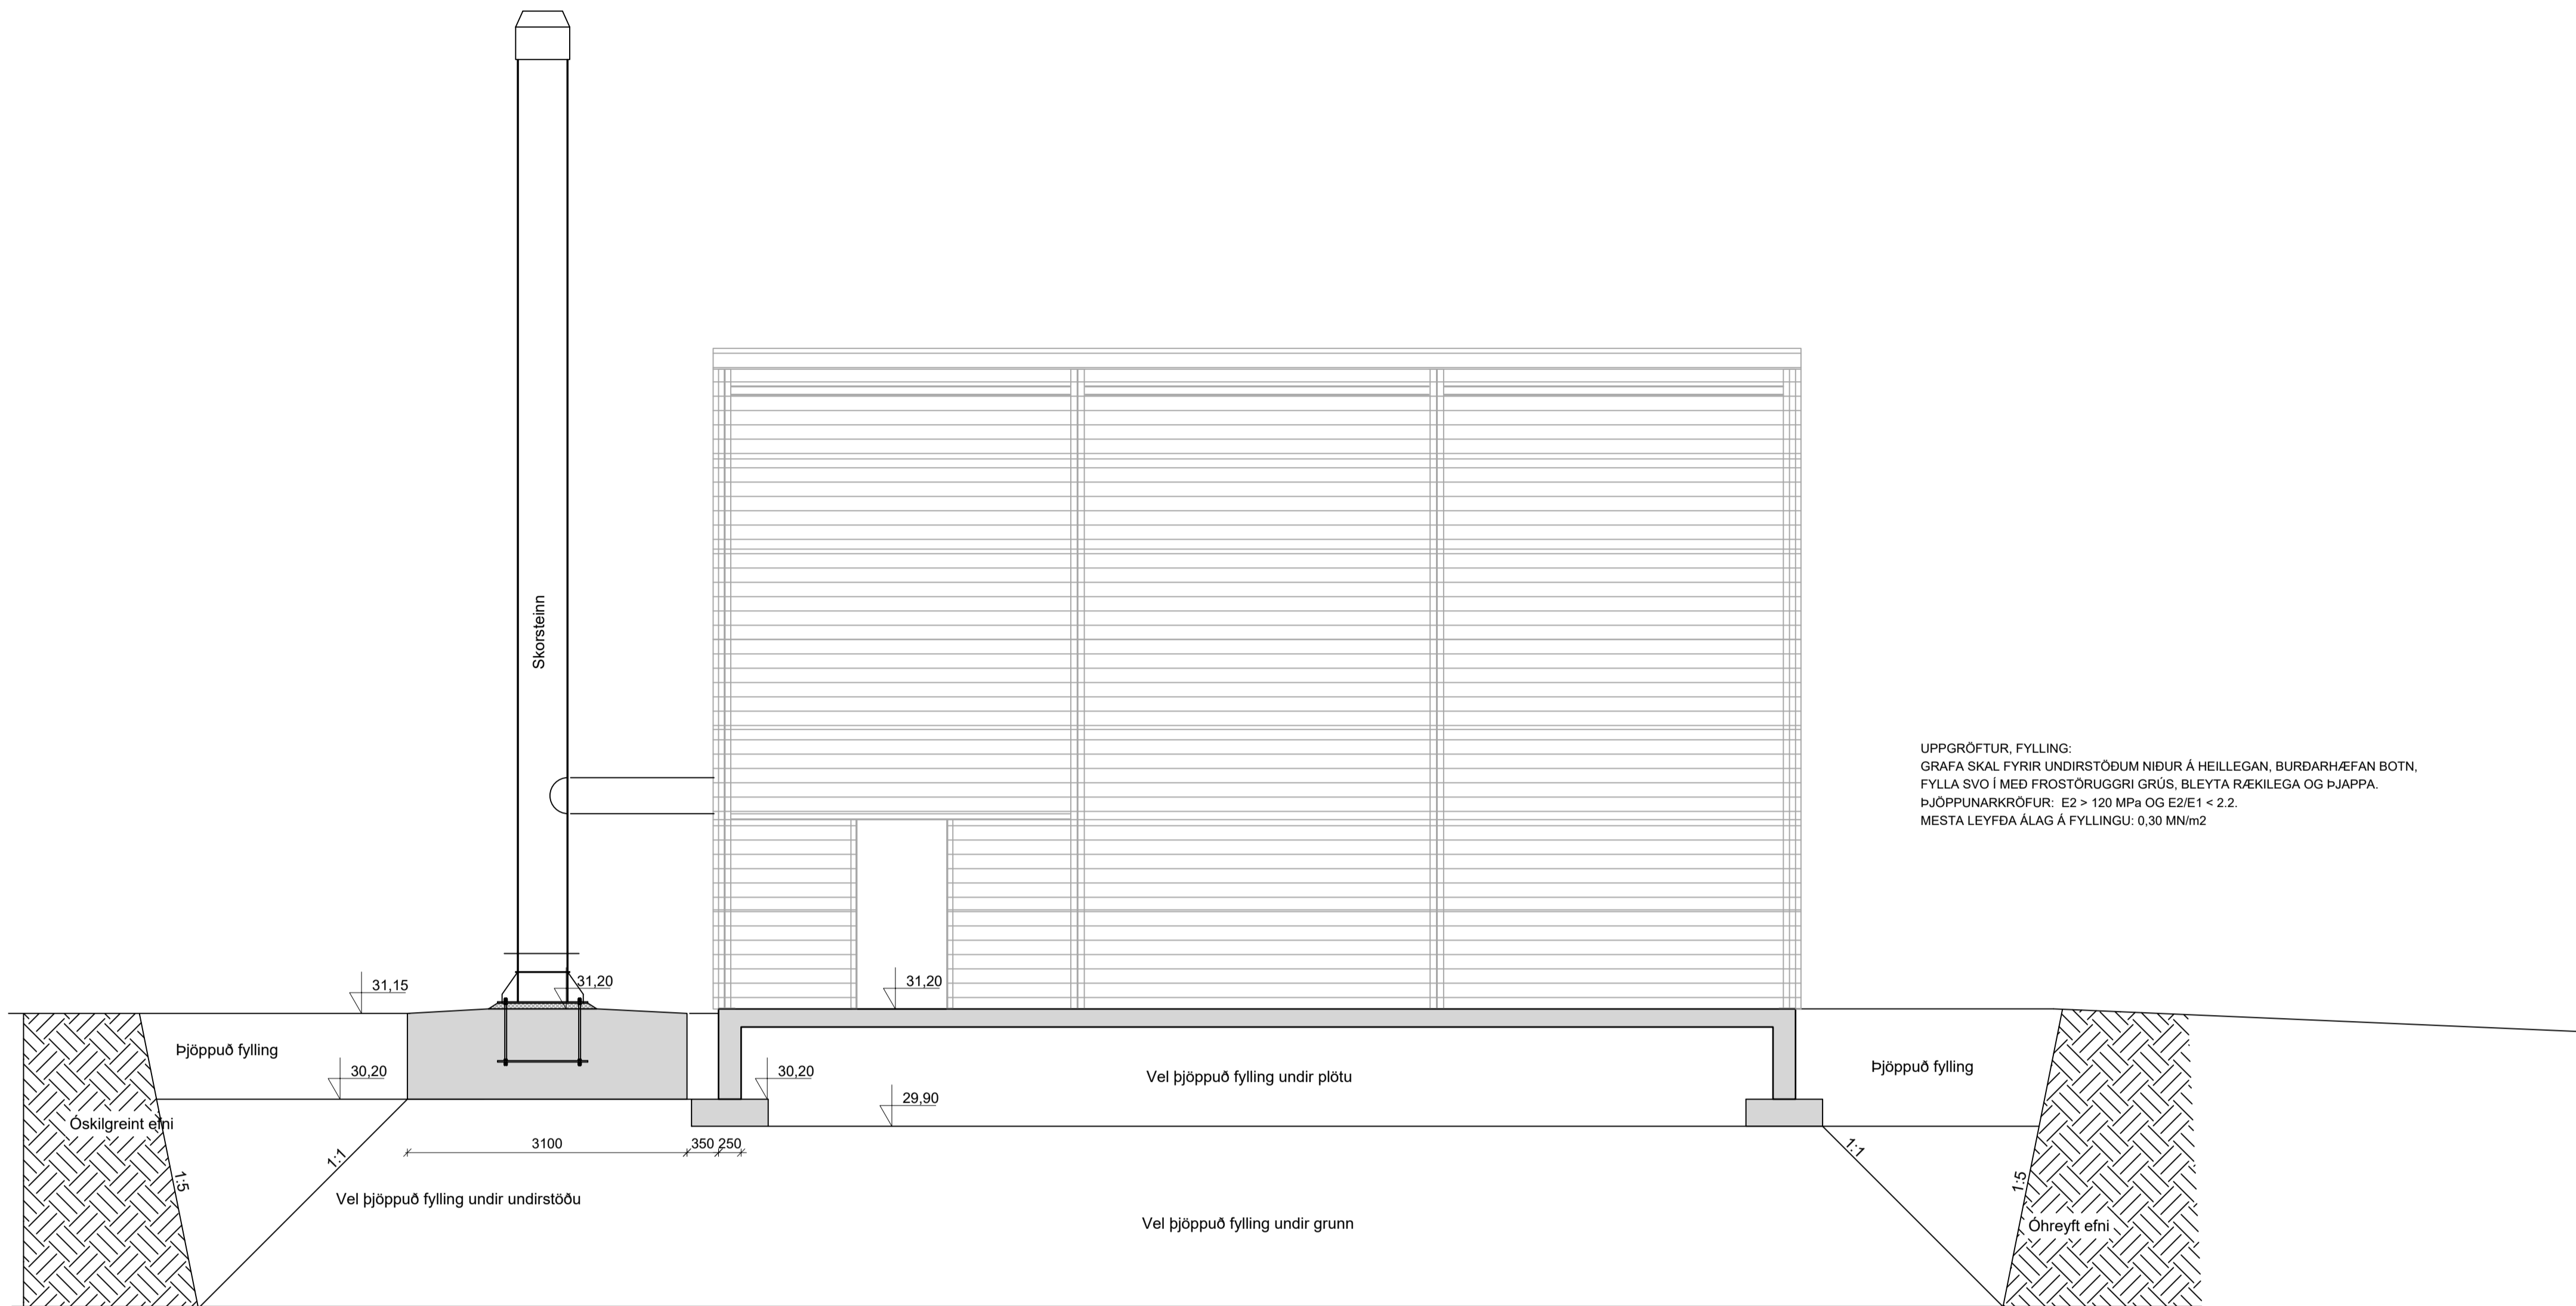 Skorsteinn
UPPGRÖFTUR, FYLLING:
GRAFA SKAL FYRIR UNDIRSTÖÐUM NIÐUR Á HEILLEGAN, BURÐARHÆFAN BOTN,
FYLLA SVO Í MEÐ FROSTÖRUGGRI GRÚS, BLEYTA RÆKILEGA OG ÞJAPPA.
ÞJÖPPUNARKRÖFUR: E2 > 120 MPa OG E2/E1 < 2.2.
MESTA LEYFÐA ÁLAG Á FYLLINGU: 0,30 MN/m2
31,15
31,20
31,20
Þjöppuð fylling
30,20
30,20
Vel þjöppuð fylling undir plötu
Þjöppuð fylling
29,90
Óskilgreint efni
3100
350
250
1:1
1:1
1:5
1:5
Vel þjöppuð fylling undir undirstöðu
Vel þjöppuð fylling undir grunn
Óhreyft efni